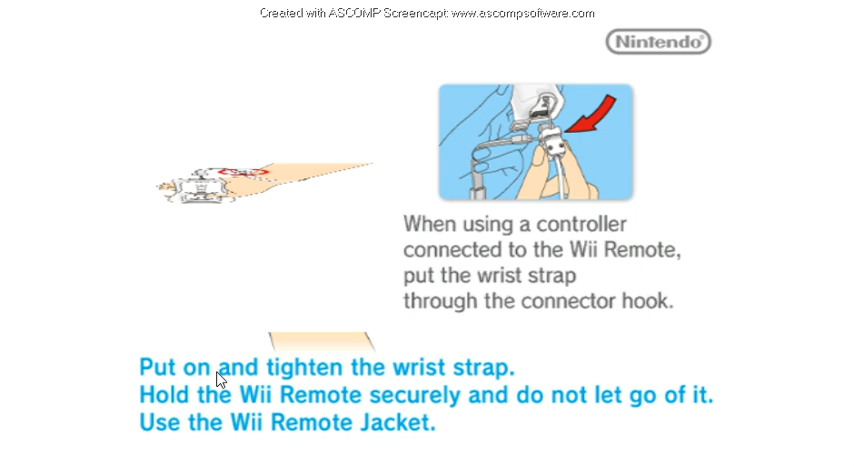 Created with ASCOMP Screencapt: www.ascompsoftware.com
Nintendo®
When using a controller
connected to the Wii Remote,
put the wrist strap
through the connector hook.
Put on and tighten the wrist strap.
Hold the Wii Remote securely and do not let go of it.
Use the Wii Remote Jacket.